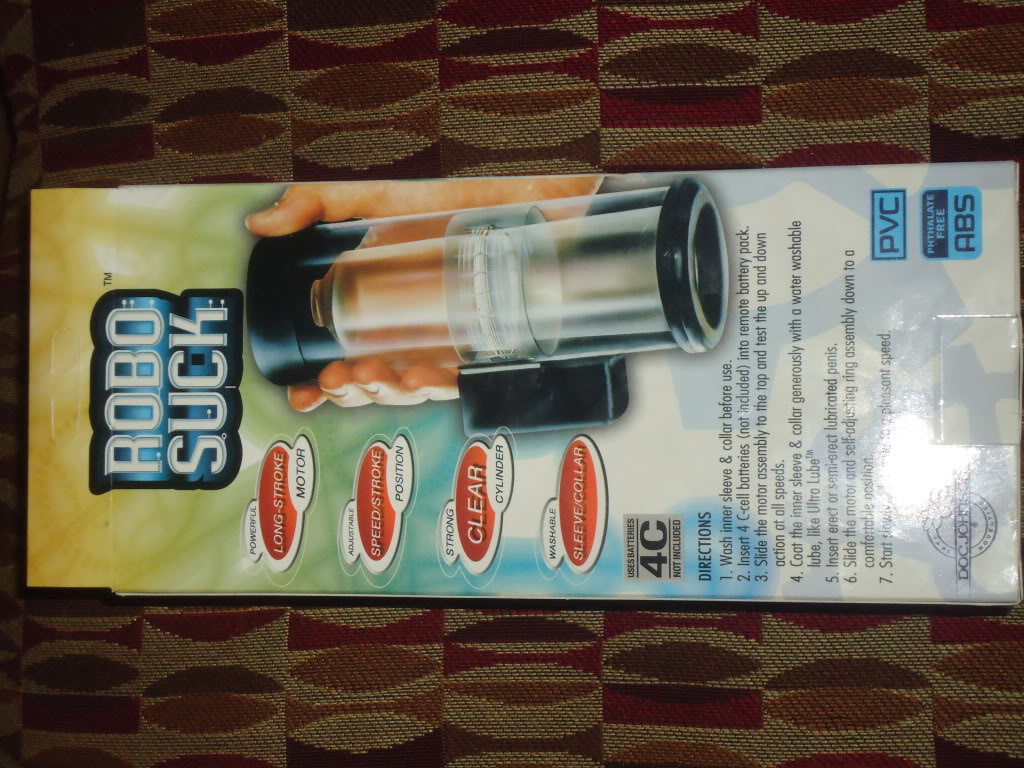 ROBO
SUCK
™
POWERFUL
LONG-STROKE
MOTOR
ADJUSTABLE
SPEED/STROKE
POSITION
STRONG
CLEAR
CYLINDER
WASHABLE
SLEEVE/COLLAR
USES BATTERIES
4C
NOT INCLUDED
DIRECTIONS
1. Wash inner sleeve & collar before use.
2. Insert 4 C-cell batteries (not included) into remote battery pack.
3. Slide the motor assembly to the top and test the up and down
action at all speeds.
4. Coat the inner sleeve & collar generously with a water washable
lube, like Ultra Lube™
5. Insert erect or semi-erect lubricated penis.
6. Slide the motor and self-adjusting ring assembly down to a
comfortable position.
7. Start pleasant speed.
DOC JOHNSON
PVC
PHTHALATE
FREE
ABS